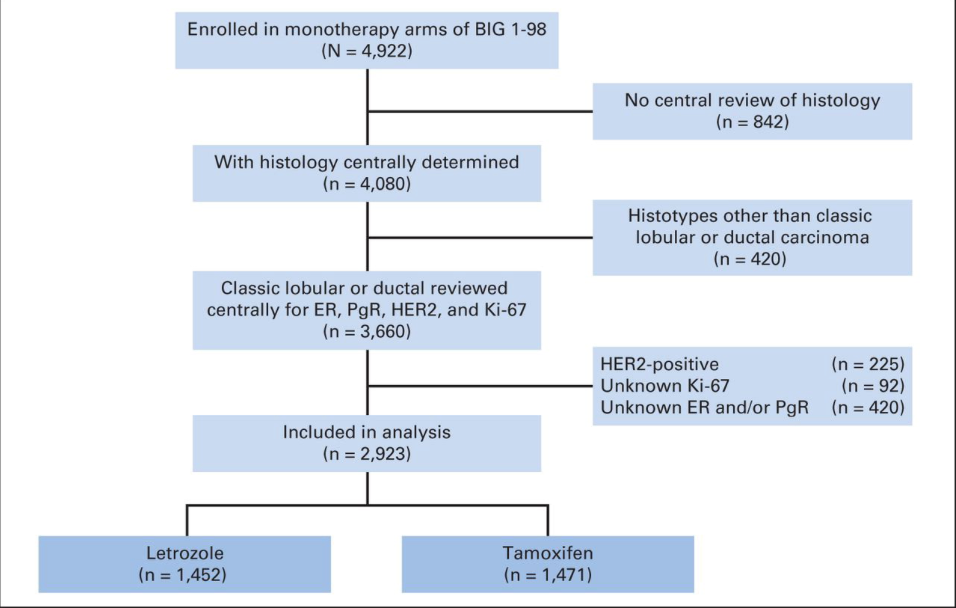 Enrolled in monotherapy arms of BIG 1-98
(N = 4,922)
No central review of histology
(n = 842)
With histology centrally determined
(n = 4,080)
Histotypes other than classic
lobular or ductal carcinoma
(n = 420)
Classic lobular or ductal reviewed
centrally for ER, PgR, HER2, and Ki-67
(n = 3,660)
HER2-positive (n = 225)
Unknown Ki-67 (n = 92)
Unknown ER and/or PgR (n = 420)
Included in analysis
(n = 2,923)
Letrozole
(n = 1,452)
Tamoxifen
(n = 1,471)